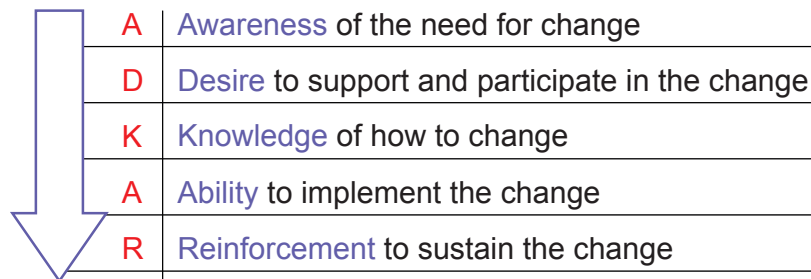 A Awareness of the need for change
D Desire to support and participate in the change
K Knowledge of how to change
A Ability to implement the change
R Reinforcement to sustain the change